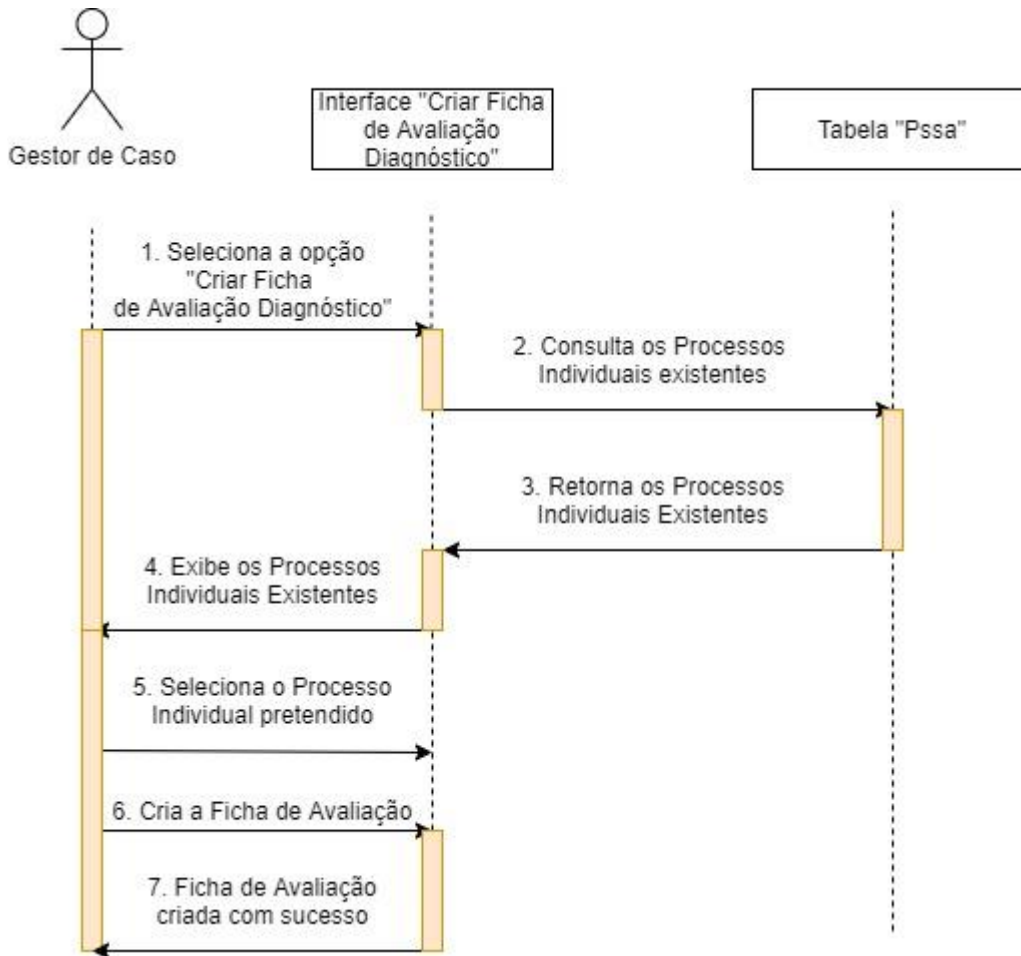 Gestor de Caso
Interface "Criar Ficha
de Avaliação
Diagnóstico"
Tabela "Pssa"
1. Seleciona a opção
"Criar Ficha
de Avaliação Diagnóstico"
2. Consulta os Processos
Individuais existentes
3. Retorna os Processos
Individuais Existentes
4. Exibe os Processos
Individuais Existentes
5. Seleciona o Processo
Individual pretendido
6. Cria a Ficha de Avaliação
7. Ficha de Avaliação
criada com sucesso